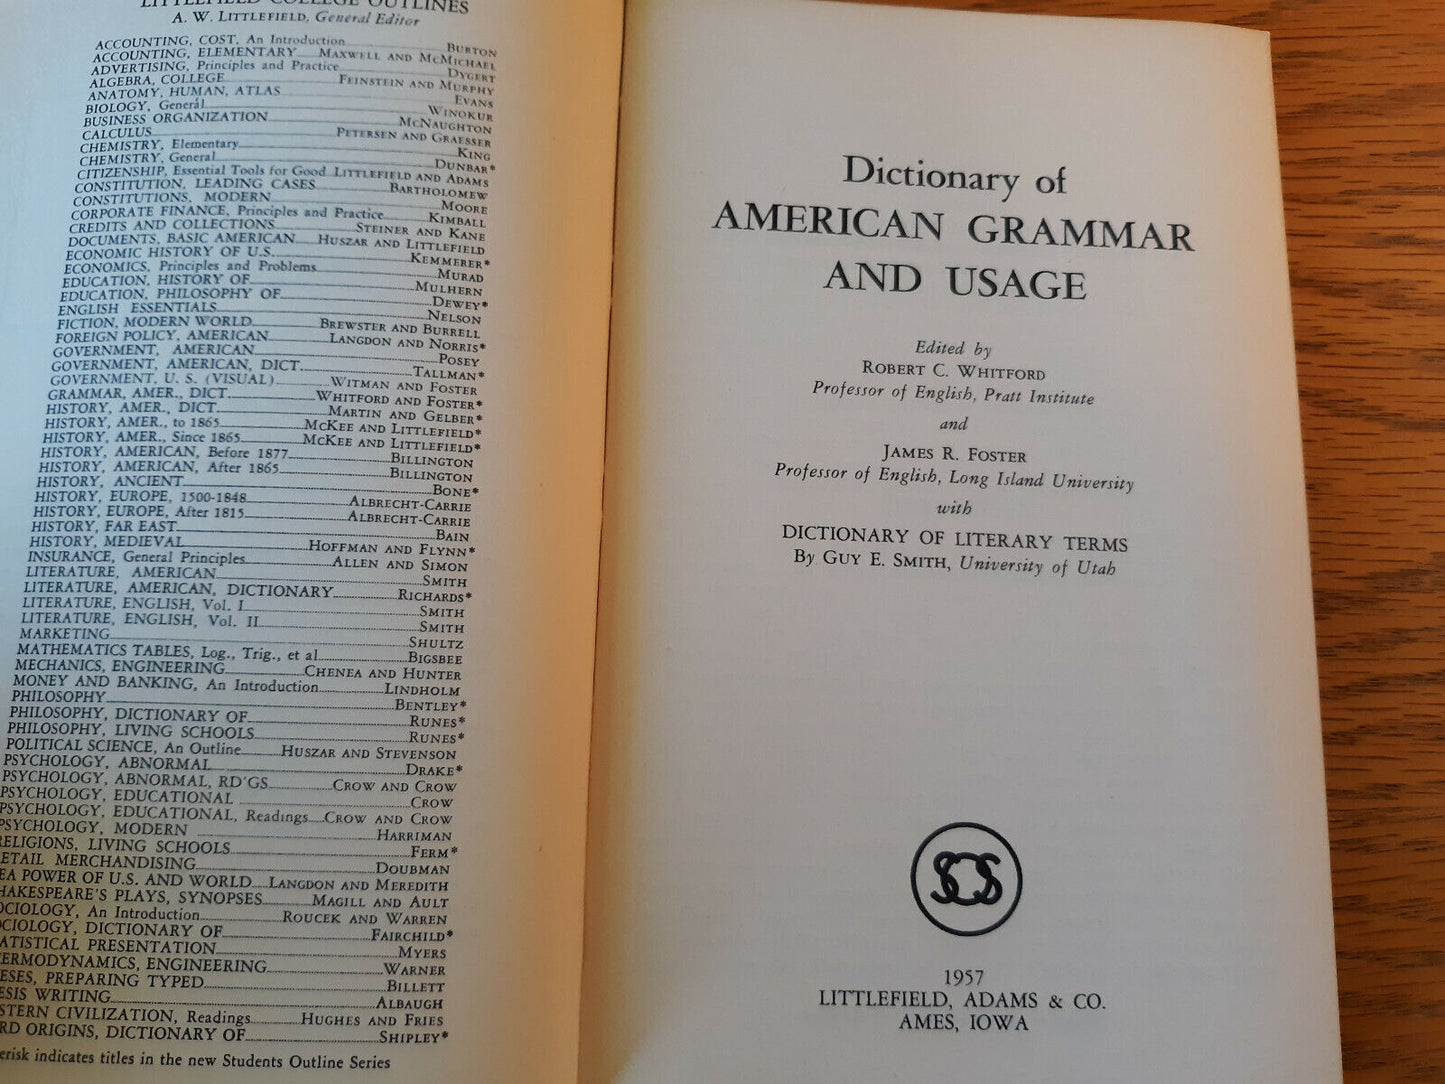 LITTLEFIELD COLLEGE OUTLINES
A. W. LITTLEFIELD, General Editor
ACCOUNTING, COST, An Introduction BURTON
ACCOUNTING, ELEMENTARY MAXWELL AND MCMICHAEL
ADVERTISING, Principles and Practice DYGERT
ALGEBRA, COLLEGE FEINSTEIN AND MURPHY
ANATOMY, HUMAN, ATLAS EVANS
BIOLOGY, General WINOKUR
BUSINESS ORGANIZATION MCNAUGHTON
CALCULUS PETERSEN AND GRAESSER
CHEMISTRY, Elementary KING
CHEMISTRY, General DUNBAR*
CITIZENSHIP, Essential Tools for Good LITTLEFIELD AND ADAMS
CONSTITUTION, LEADING CASES BARTHOLOMEW
CONSTITUTIONS, MODERN MOORE
CORPORATE FINANCE, Principles and Practice KIMBALL
CREDITS AND COLLECTIONS STEINER AND KANE
DOCUMENTS, BASIC AMERICAN HUSZAR AND LITTLEFIELD
ECONOMIC HISTORY OF U.S. KEMMERER*
ECONOMICS, Principles and Problems MURAD
EDUCATION, HISTORY OF MULHERN
EDUCATION, PHILOSOPHY OF DEWEY*
ENGLISH ESSENTIALS NELSON
FICTION, MODERN WORLD BREWSTER AND BURRELL
FOREIGN POLICY, AMERICAN LANGDON AND NORRIS*
GOVERNMENT, AMERICAN POSEY
GOVERNMENT, AMERICAN, DICT. TALLMAN*
GOVERNMENT, U. S. (VISUAL) WITMAN AND FOSTER
GRAMMAR, AMER., DICT. WHITFORD AND FOSTER*
HISTORY, AMER., DICT. MARTIN AND GELBER*
HISTORY, AMER., to 1865 MCKEE AND LITTLEFIELD*
HISTORY, AMER., Since 1865 MCKEE AND LITTLEFIELD*
HISTORY, AMERICAN, Before 1877 BILLINGTON
HISTORY, AMERICAN, After 1865 BILLINGTON
HISTORY, ANCIENT BONE*
HISTORY, EUROPE, 1500-1848 ALBRECHT-CARRIE
HISTORY, EUROPE, After 1815 ALBRECHT-CARRIE
HISTORY, FAR EAST BAIN
HISTORY, MEDIEVAL HOFFMAN AND FLYNN*
INSURANCE, General Principles ALLEN AND SIMON
LITERATURE, AMERICAN SMITH
LITERATURE, AMERICAN, DICTIONARY RICHARDS*
LITERATURE, ENGLISH, Vol. I SMITH
LITERATURE, ENGLISH, Vol. II SMITH
MARKETING SHULTZ
MATHEMATICS TABLES, Log., Trig., et al BIGSBEE
MECHANICS, ENGINEERING CHENEA AND HUNTER
MONEY AND BANKING, An Introduction LINDHOLM
PHILOSOPHY BENTLEY*
PHILOSOPHY, DICTIONARY OF RUNES*
PHILOSOPHY, LIVING SCHOOLS RUNES*
POLITICAL SCIENCE, An Outline HUSZAR AND STEVENSON
PSYCHOLOGY, ABNORMAL DRAKE*
PSYCHOLOGY, ABNORMAL, RD'GS CROW AND CROW
PSYCHOLOGY, EDUCATIONAL CROW
PSYCHOLOGY, EDUCATIONAL, Readings CROW AND CROW
PSYCHOLOGY, MODERN HARRIMAN
RELIGIONS, LIVING SCHOOLS FERM*
ETAIL MERCHANDISING DOUBMAN
EA POWER OF U.S. AND WORLD LANGDON AND MEREDITH
HAKESPEARE'S PLAYS, SYNOPSES MAGILL AND AULT
OCIOLOGY, An Introduction ROUCEK AND WARREN
OCIOLOGY, DICTIONARY OF FAIRCHILD*
ATISTICAL PRESENTATION MYERS
ERMODYNAMICS, ENGINEERING WARNER
ESES, PREPARING TYPED BILLETT
ESIS WRITING ALBAUGH
STERN CIVILIZATION, Readings HUGHES AND FRIES
RD ORIGINS, DICTIONARY OF SHIPLEY*
erisk indicates titles in the new Students Outline Series
Dictionary of
AMERICAN GRAMMAR
AND USAGE
Edited by
ROBERT C. WHITFORD
Professor of English, Pratt Institute
and
JAMES R. FOSTER
Professor of English, Long Island University
with
DICTIONARY OF LITERARY TERMS
By GUY E. SMITH, University of Utah
SOS
1957
LITTLEFIELD, ADAMS & CO.
AMES, IOWA